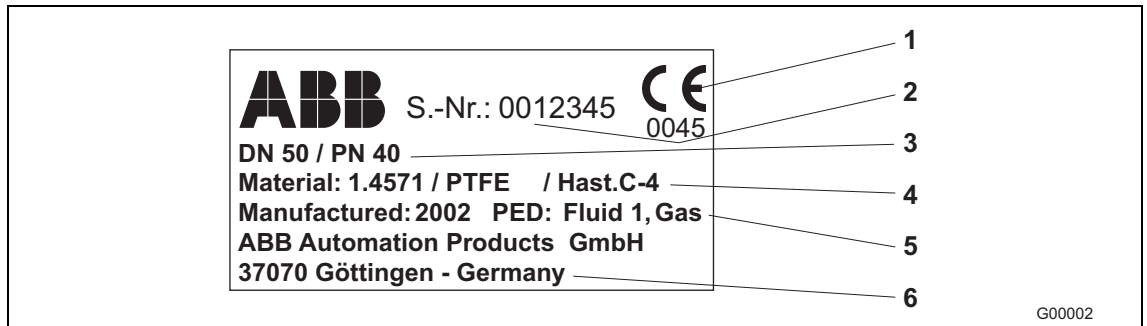 ABB S.-Nr.: 0012345 CE
0045
DN 50 / PN 40
Material: 1.4571 / PTFE / Hast.C-4
Manufactured: 2002 PED: Fluid 1, Gas
ABB Automation Products GmbH
37070 Göttingen - Germany
1
2
3
4
5
6
G00002